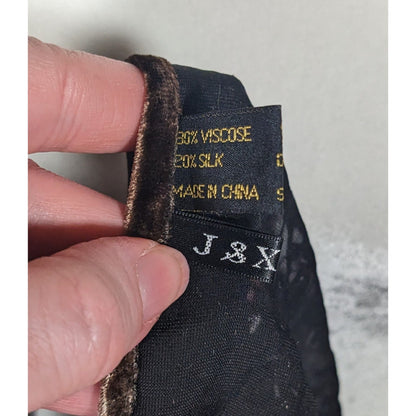 80% VISCOSE
20% SILK
D
MADE IN CHINA
S
J&X